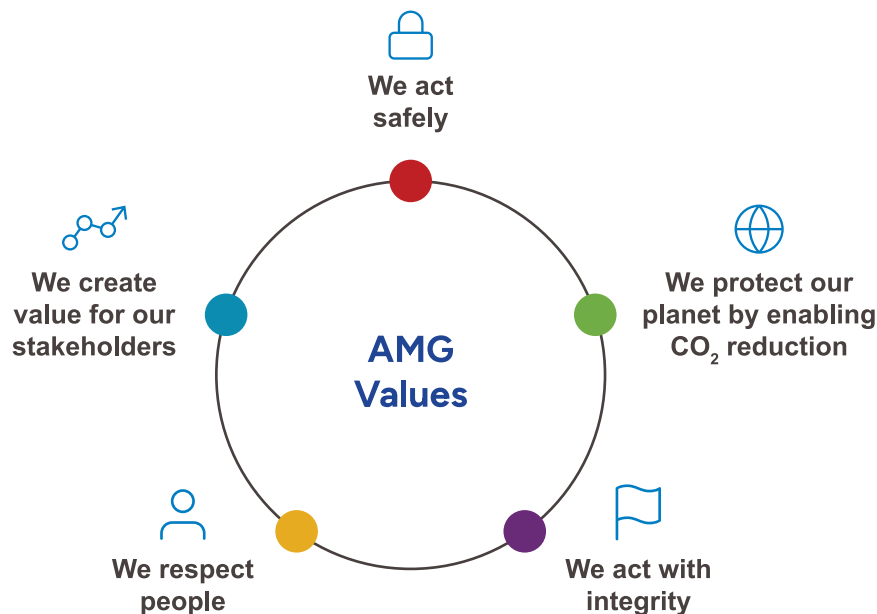 We act
safely
We create
value for our
stakeholders
We protect our
planet by enabling
CO₂ reduction
AMG
Values
We respect
people
We act with
integrity